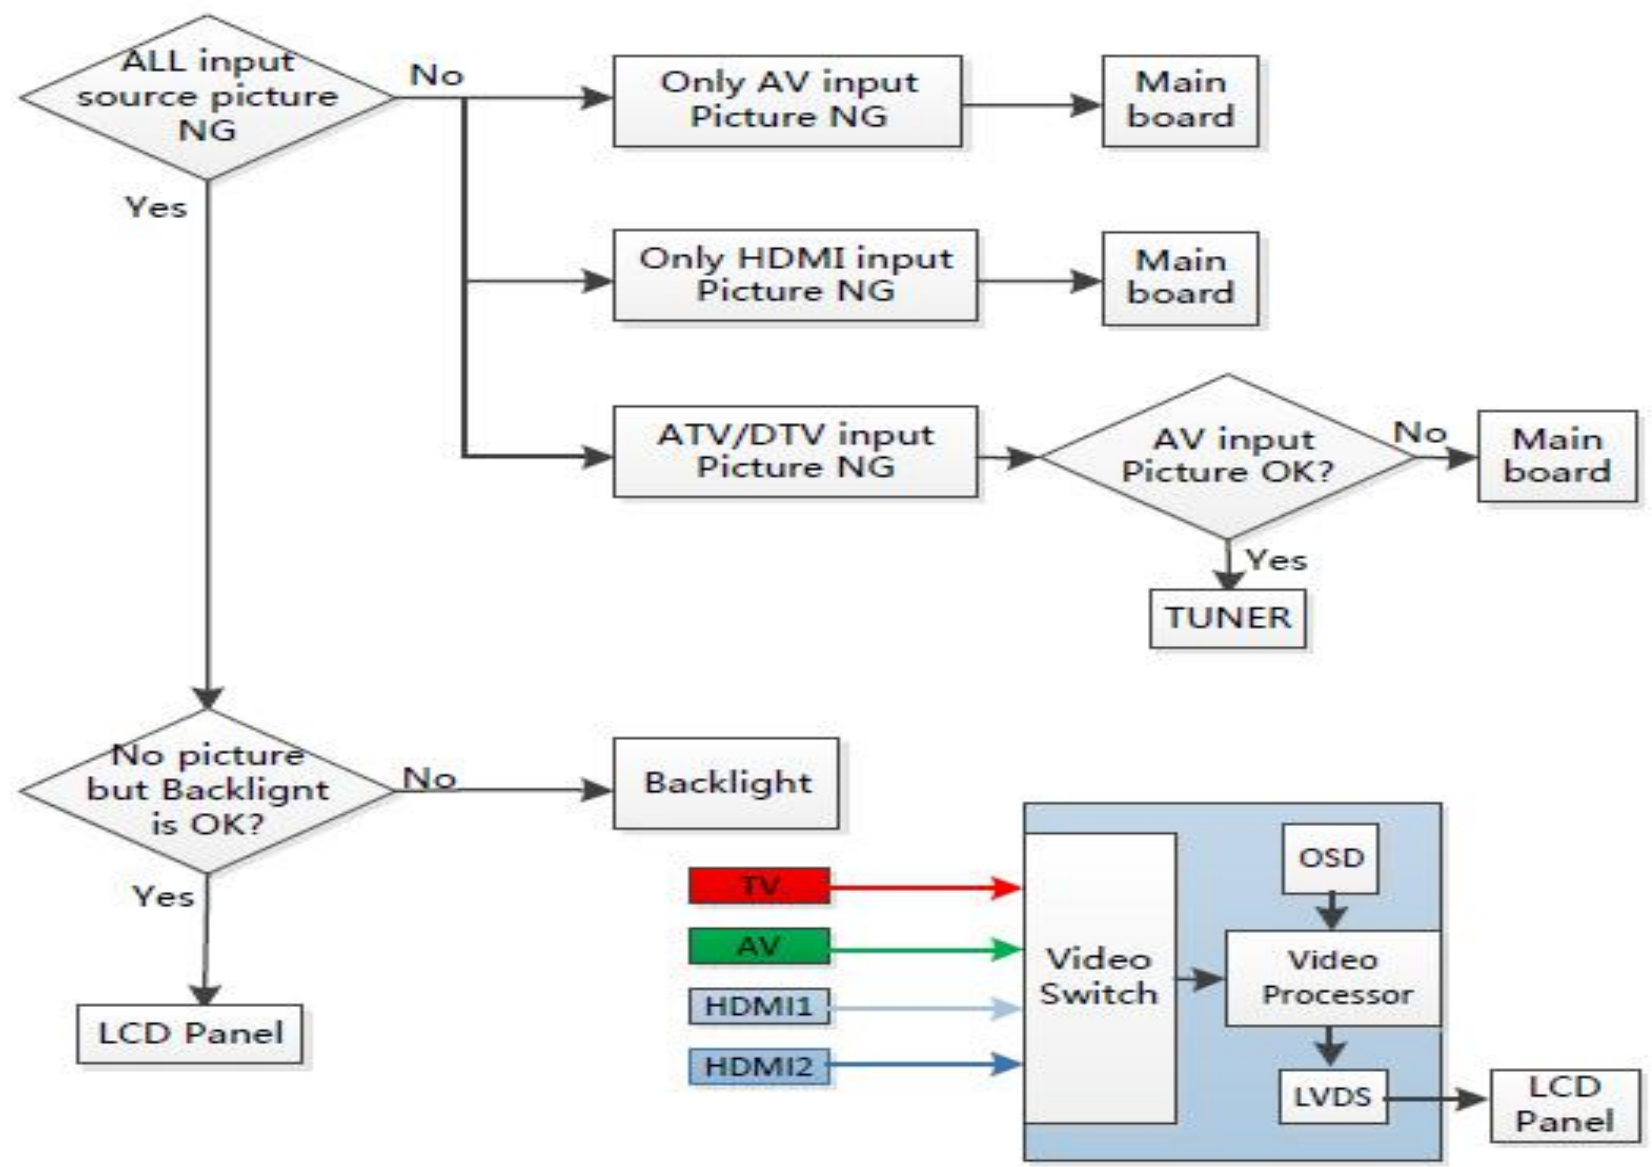 ALL input
source picture
NG
No
Only AV input
Picture NG
Main
board
Yes
Only HDMI input
Picture NG
Main
board
ATV/DTV input
Picture NG
AV input
Picture OK?
No
Main
board
Yes
TUNER
No picture
but Backlignt
is OK?
No
Backlight
Yes
LCD Panel
TV
AV
HDMI1
HDMI2
Video
Switch
OSD
Video
Processor
LVDS
LCD
Panel